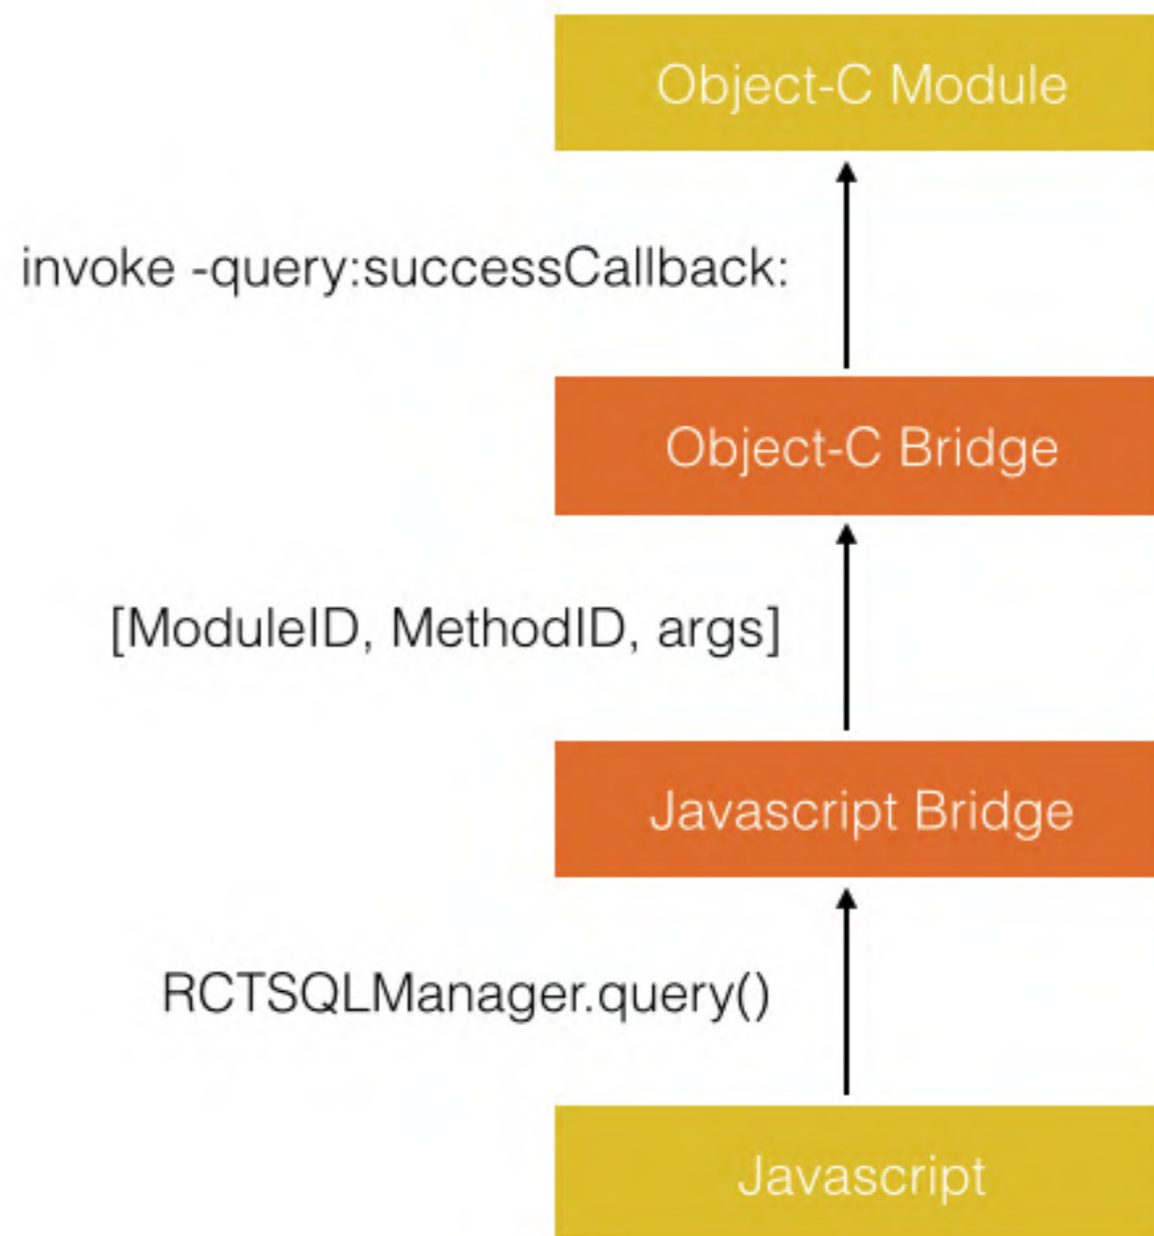 Object-C Module
invoke -query:successCallback:
Object-C Bridge
[ModuleID, MethodID, args]
Javascript Bridge
RCTSQLManager.query()
Javascript